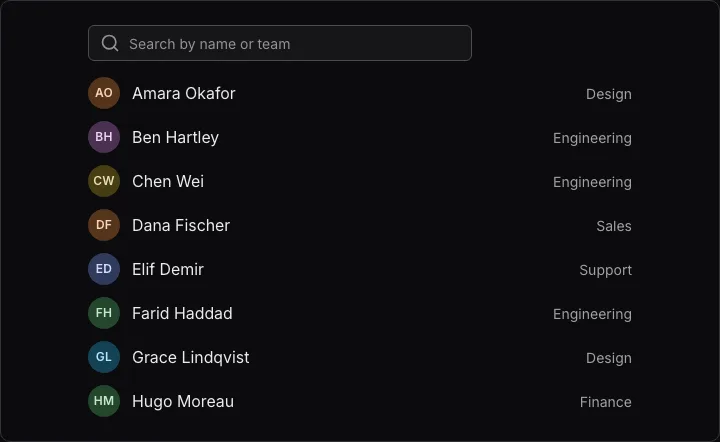 Search by name or team
AO Amara Okafor Design
BH Ben Hartley Engineering
CW Chen Wei Engineering
DF Dana Fischer Sales
ED Elif Demir Support
FH Farid Haddad Engineering
GL Grace Lindqvist Design
HM Hugo Moreau Finance